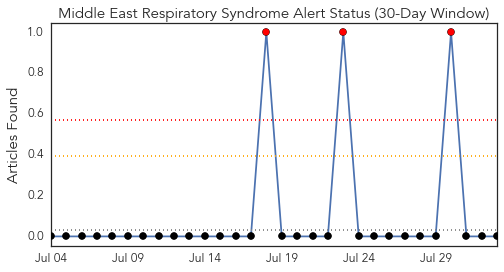 Middle East Respiratory Syndrome Alert Status (30-Day Window)
Articles Found
1.0
0.8
0.6
0.4
0.2
0.0
Jul 04 Jul 09 Jul 14 Jul 19 Jul 24 Jul 29